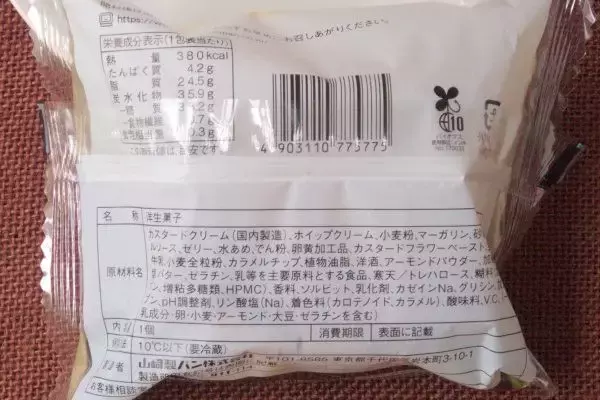 https://
お召しあがりください。
栄養成分表示(1包装当たり)
熱量 380kcal
たんぱく質 4.2g
脂質 24.5g
炭水化物 35.9g
4 903110 773775
バイオマス
10
No.170033
名称 洋生菓子
カスタードクリーム(国内製造)、ホイップクリーム、小麦粉、マーガリン、
ゼリー、水あめ、でん粉、卵黄加工品、カスタードフラワーペースト、
小麦全粒粉、カラメルチップ、植物油脂、洋酒、アーモンドパウダー、
バター、ゼラチン、乳等を主要原料とする食品、寒天/トレハロース、糊料
増粘多糖類、HPMC)、香料、ソルビット、乳化剤、カゼインNa、グリシン、
pH調整剤、リン酸塩(Na)、着色料(カロテノイド、カラメル)、酸味料、V.C、
乳成分・卵・小麦・アーモンド・大豆・ゼラチンを含む)
原材料名
1個 消費期限 表面に記載
10℃以下(要冷蔵)
山崎製パン株式会社 〒101-8585 東京都千代田区岩本町3-10-1
お客様相談